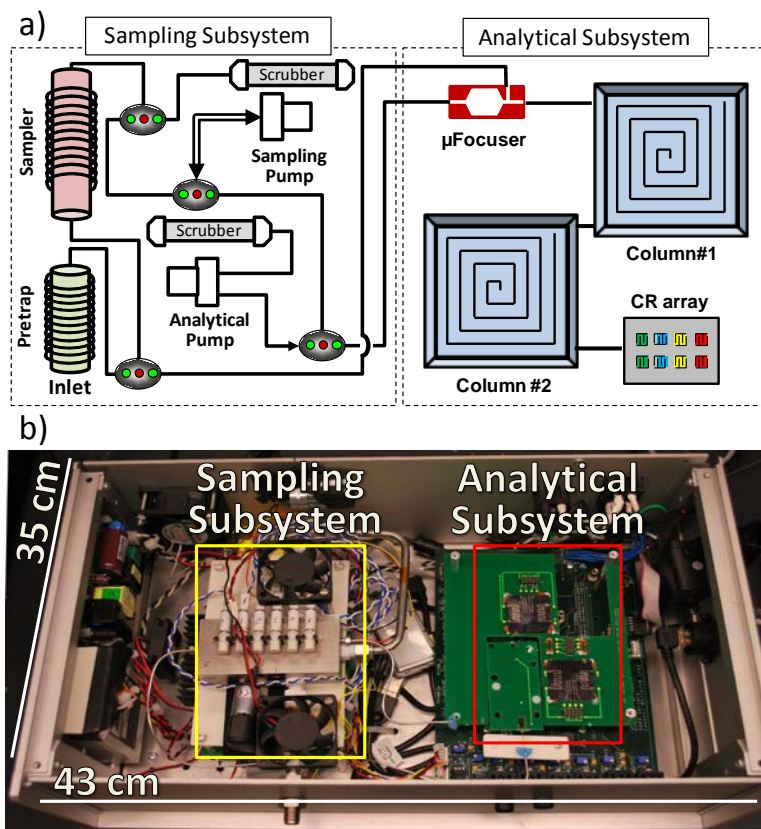 a)
Sampling Subsystem
Analytical Subsystem
Scrubber
Sampler
Sampling
Pump
µFocuser
Scrubber
Column#1
Pretrap
Analytical
Pump
CR array
Inlet
Column #2
b)
Sampling
Subsystem
Analytical
Subsystem
35 cm
43 cm